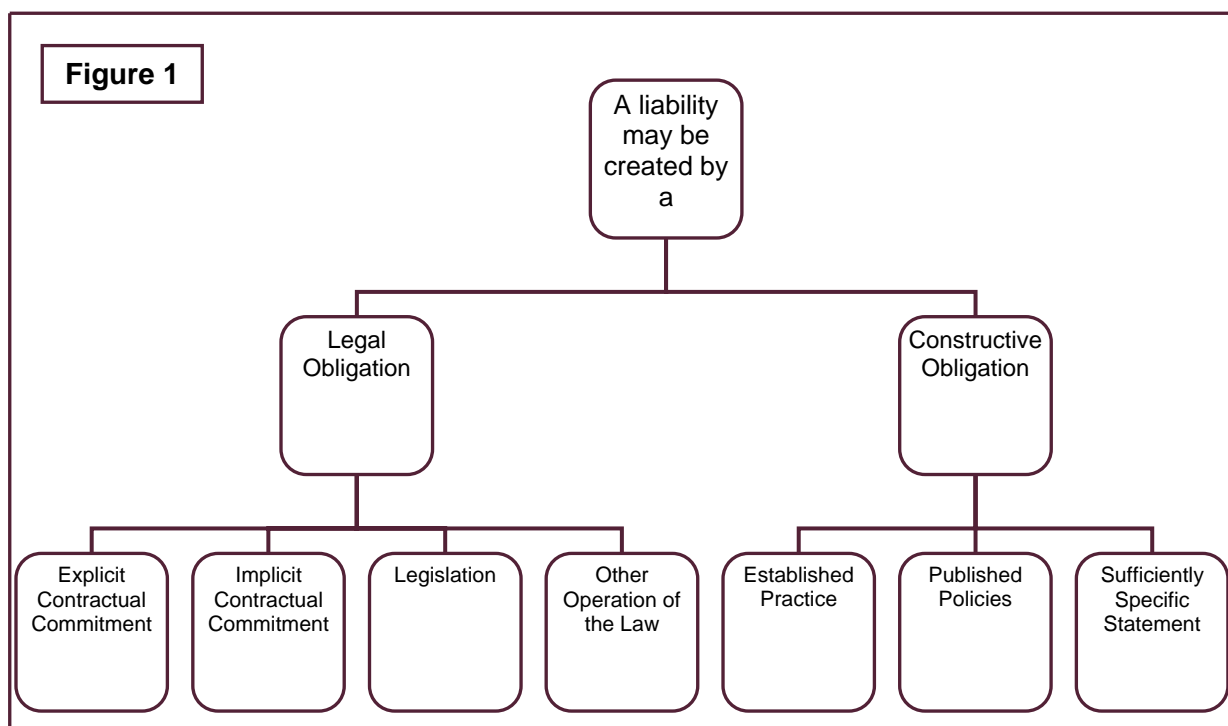 Figure 1
A liability
may be
created by
a
Legal
Obligation
Constructive
Obligation
Explicit
Contractual
Commitment
Implicit
Contractual
Commitment
Legislation
Other
Operation of
the Law
Established
Practice
Published
Policies
Sufficiently
Specific
Statement